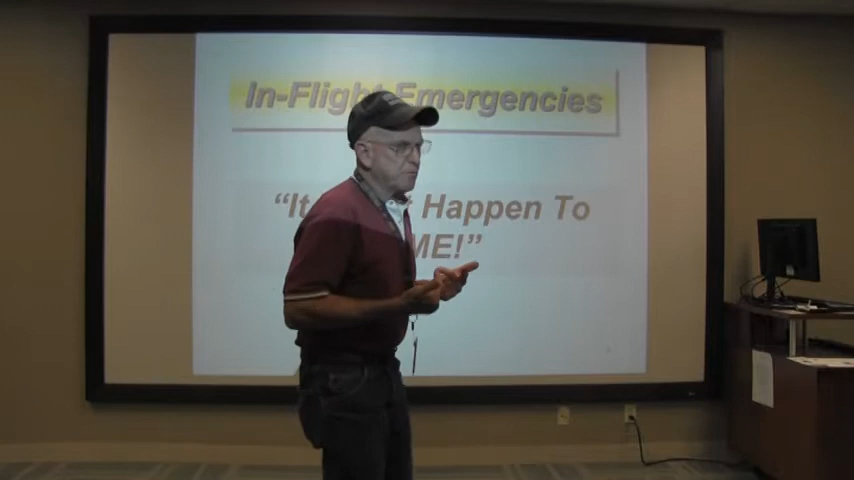 In-Flight Emergencies
“It Happen To
ME!”